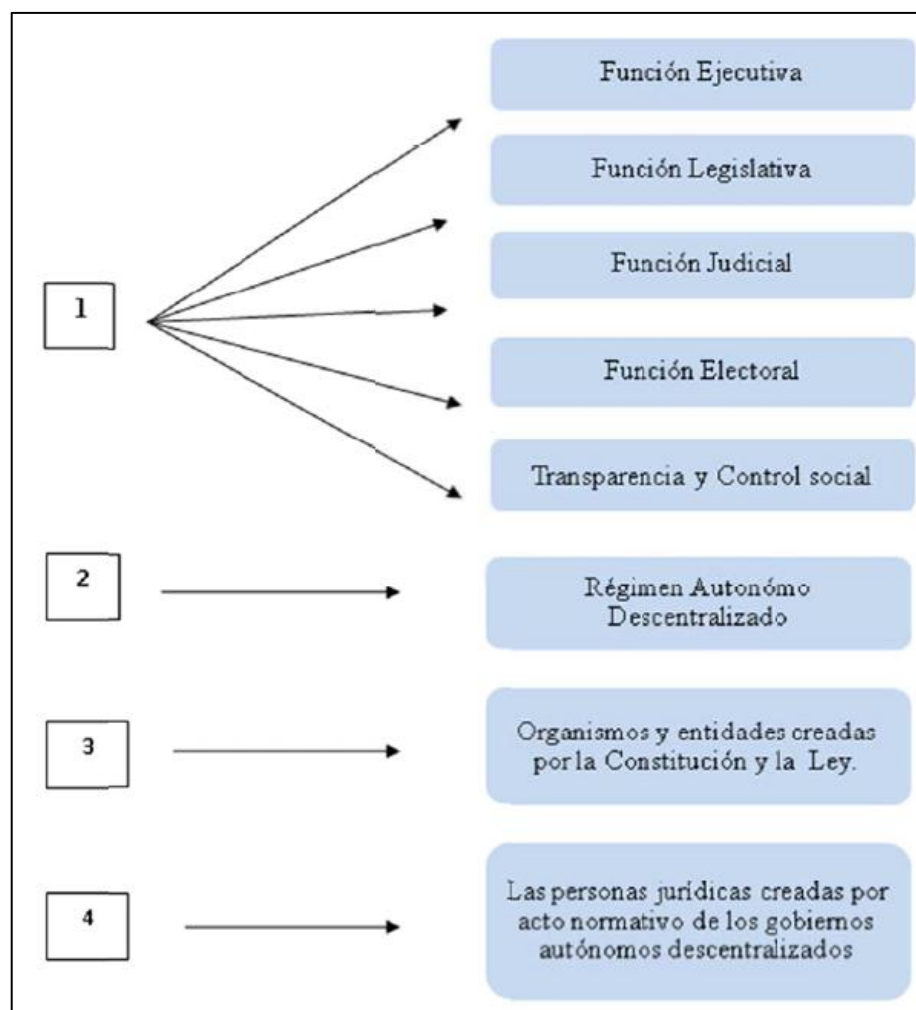 Función Ejecutiva
Función Legislativa
1
Función Judicial
Función Electoral
Transparencia y Control social
2
Régimen Autonómo
Descentralizado
3
Organismos y entidades creadas
por la Constitución y la Ley.
4
Las personas jurídicas creadas por
acto normativo de los gobiernos
autónomos descentralizados